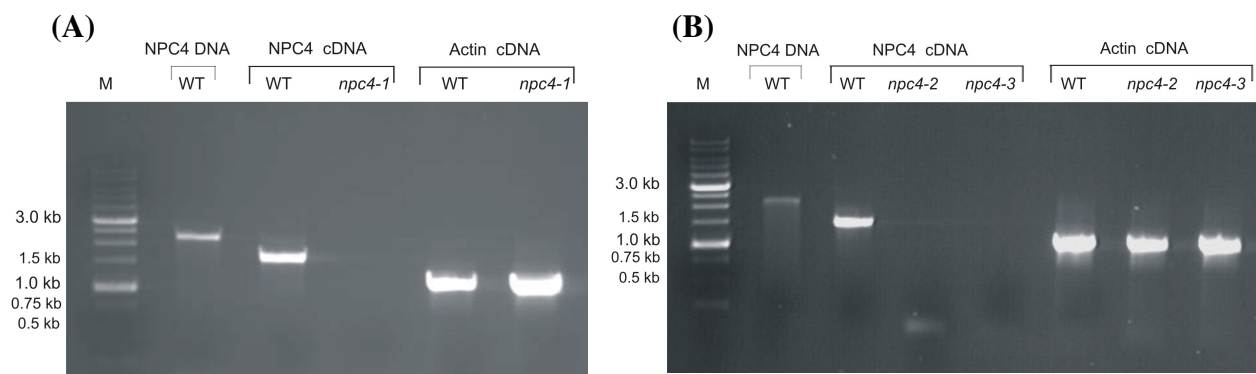 (A)
NPC4 DNA NPC4 cDNA Actin cDNA
M WT WT npc4-1 WT npc4-1
3.0 kb
1.5 kb
1.0 kb
0.75 kb
0.5 kb
(B)
NPC4 DNA NPC4 cDNA Actin cDNA
M WT WT npc4-2 npc4-3 WT npc4-2 npc4-3
3.0 kb
1.5 kb
1.0 kb
0.75 kb
0.5 kb